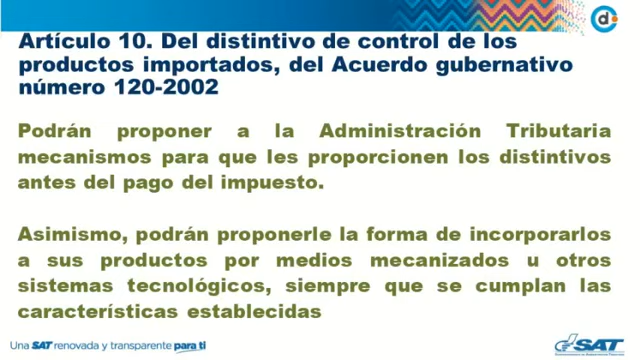 Artículo 10. Del distintivo de control de los
productos importados, del Acuerdo gubernativo
número 120-2002
Podrán proponer a la Administración Tributaria
mecanismos para que les proporcionen los distintivos
antes del pago del impuesto.
Asimismo, podrán proponerle la forma de incorporarlos
a sus productos por medios mecanizados u otros
sistemas tecnológicos, siempre que se cumplan las
características establecidas
Una SAT renovada y transparente para ti
SAT